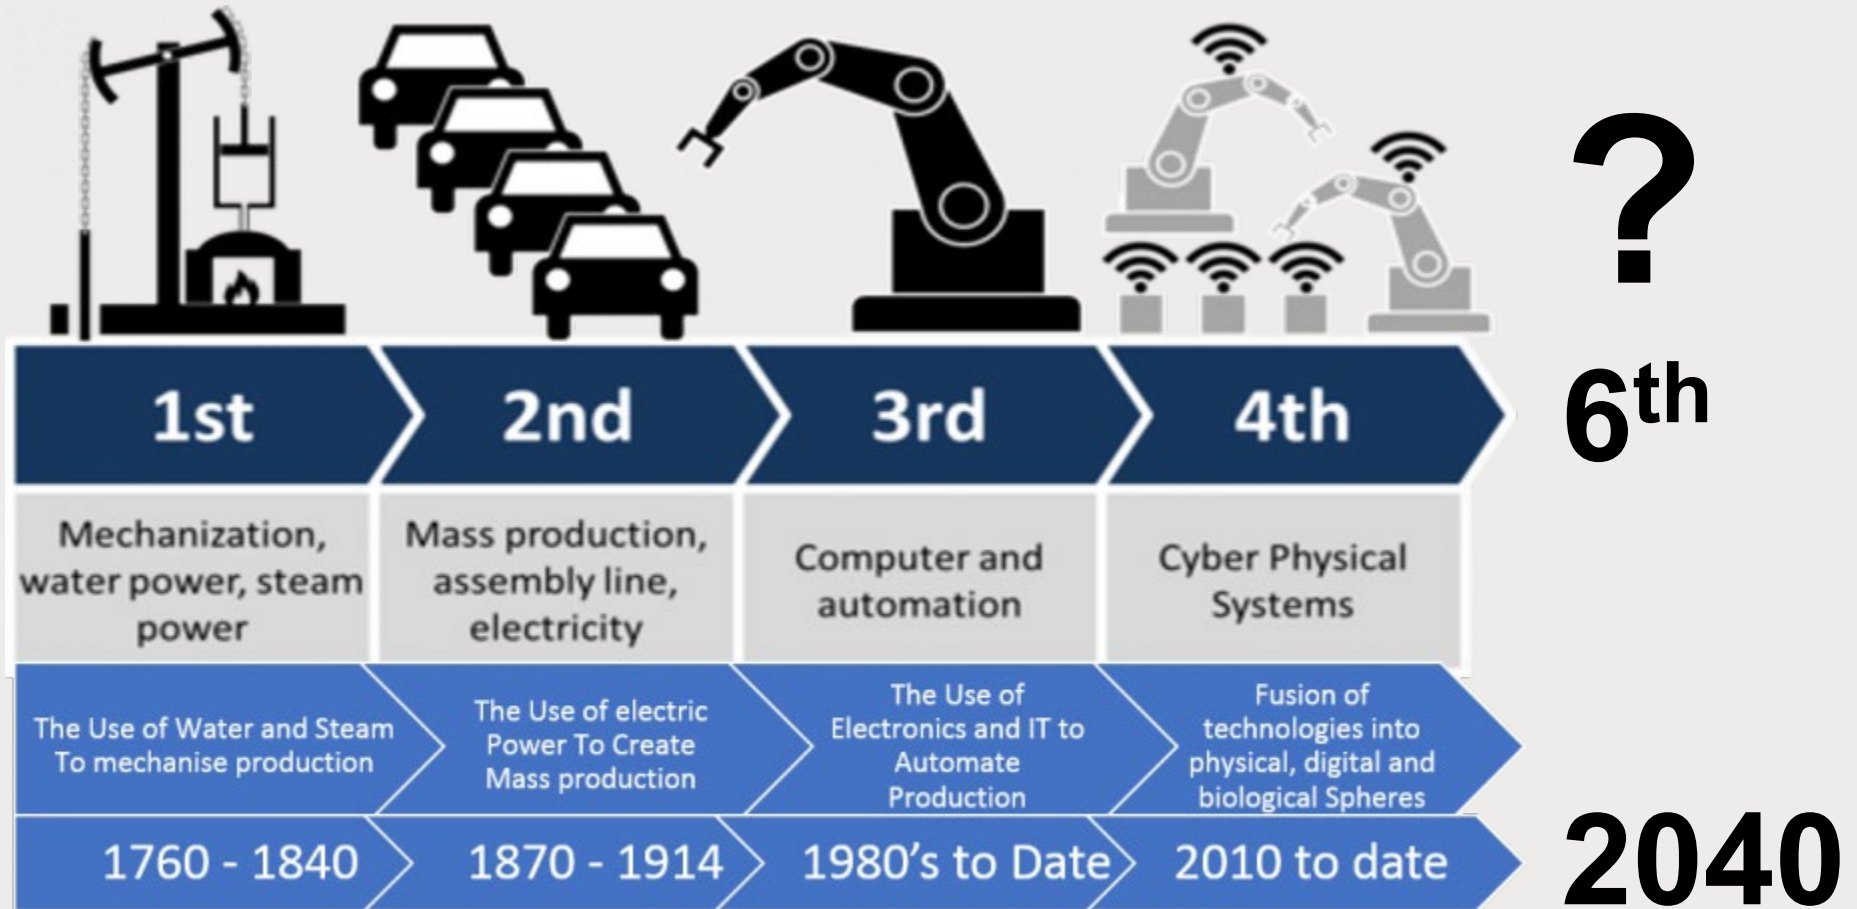 ?
1st
2nd
3rd
4th
6th
Mechanization,
water power, steam
power
Mass production,
assembly line,
electricity
Computer and
automation
Cyber Physical
Systems
The Use of Water and Steam
To mechanise production
The Use of electric
Power To Create
Mass production
The Use of
Electronics and IT to
Automate
Production
Fusion of
technologies into
physical, digital and
biological Spheres
1760 - 1840
1870 - 1914
1980's to Date
2010 to date
2040